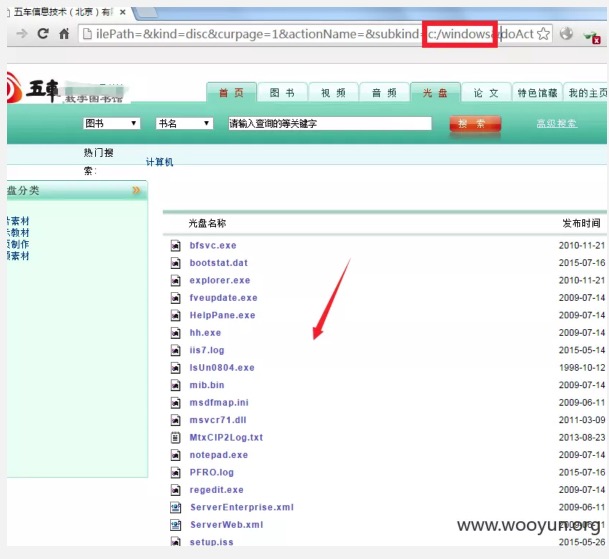 五车信息技术（北京）有限
ilePath=&kind=disc&curpage=1&actionName=&subkind=c:/windows&doAct
五車 数字图书馆
首 页 图 书 视 频 音 频 光 盘 论 文 特色馆藏 我的主页
图书 书名 请输入查询的等关键字 搜 索 高级搜索
热门搜
索：
计算机
盘分类
素材
教材
制作
素材
光盘名称 发布时间
bfsvc.exe 2010-11-21
bootstat.dat 2015-07-16
explorer.exe 2010-11-21
fveupdate.exe 2009-07-14
HelpPane.exe 2009-07-14
hh.exe 2009-07-14
iis7.log 2015-05-14
IsUn0804.exe 1998-10-12
mib.bin 2009-07-14
msdfmap.ini 2009-06-11
msvcr71.dll 2011-03-09
MtxCIP2Log.txt 2013-08-23
notepad.exe 2009-07-14
PFRO.log 2015-07-16
regedit.exe 2009-07-14
ServerEnterprise.xml
ServerWeb.xml 2009-06-11
www.wooyun.org
setup.iss 2015-05-26